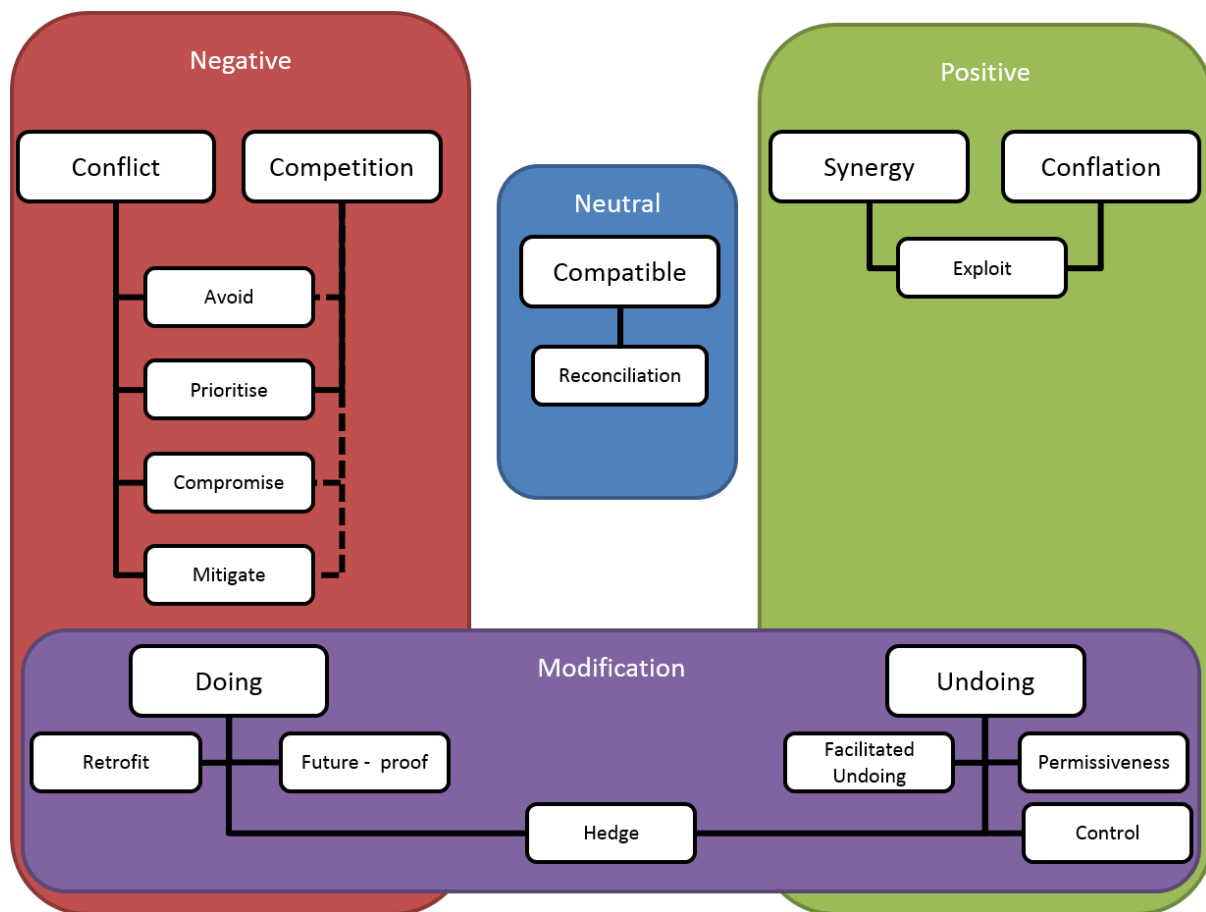 Negative
Positive
Conflict
Competition
Synergy
Conflation
Neutral
Compatible
Exploit
Avoid
Reconciliation
Prioritise
Compromise
Mitigate
Modification
Doing
Undoing
Retrofit
Future -  proof
Facilitated
Undoing
Permissiveness
Hedge
Control